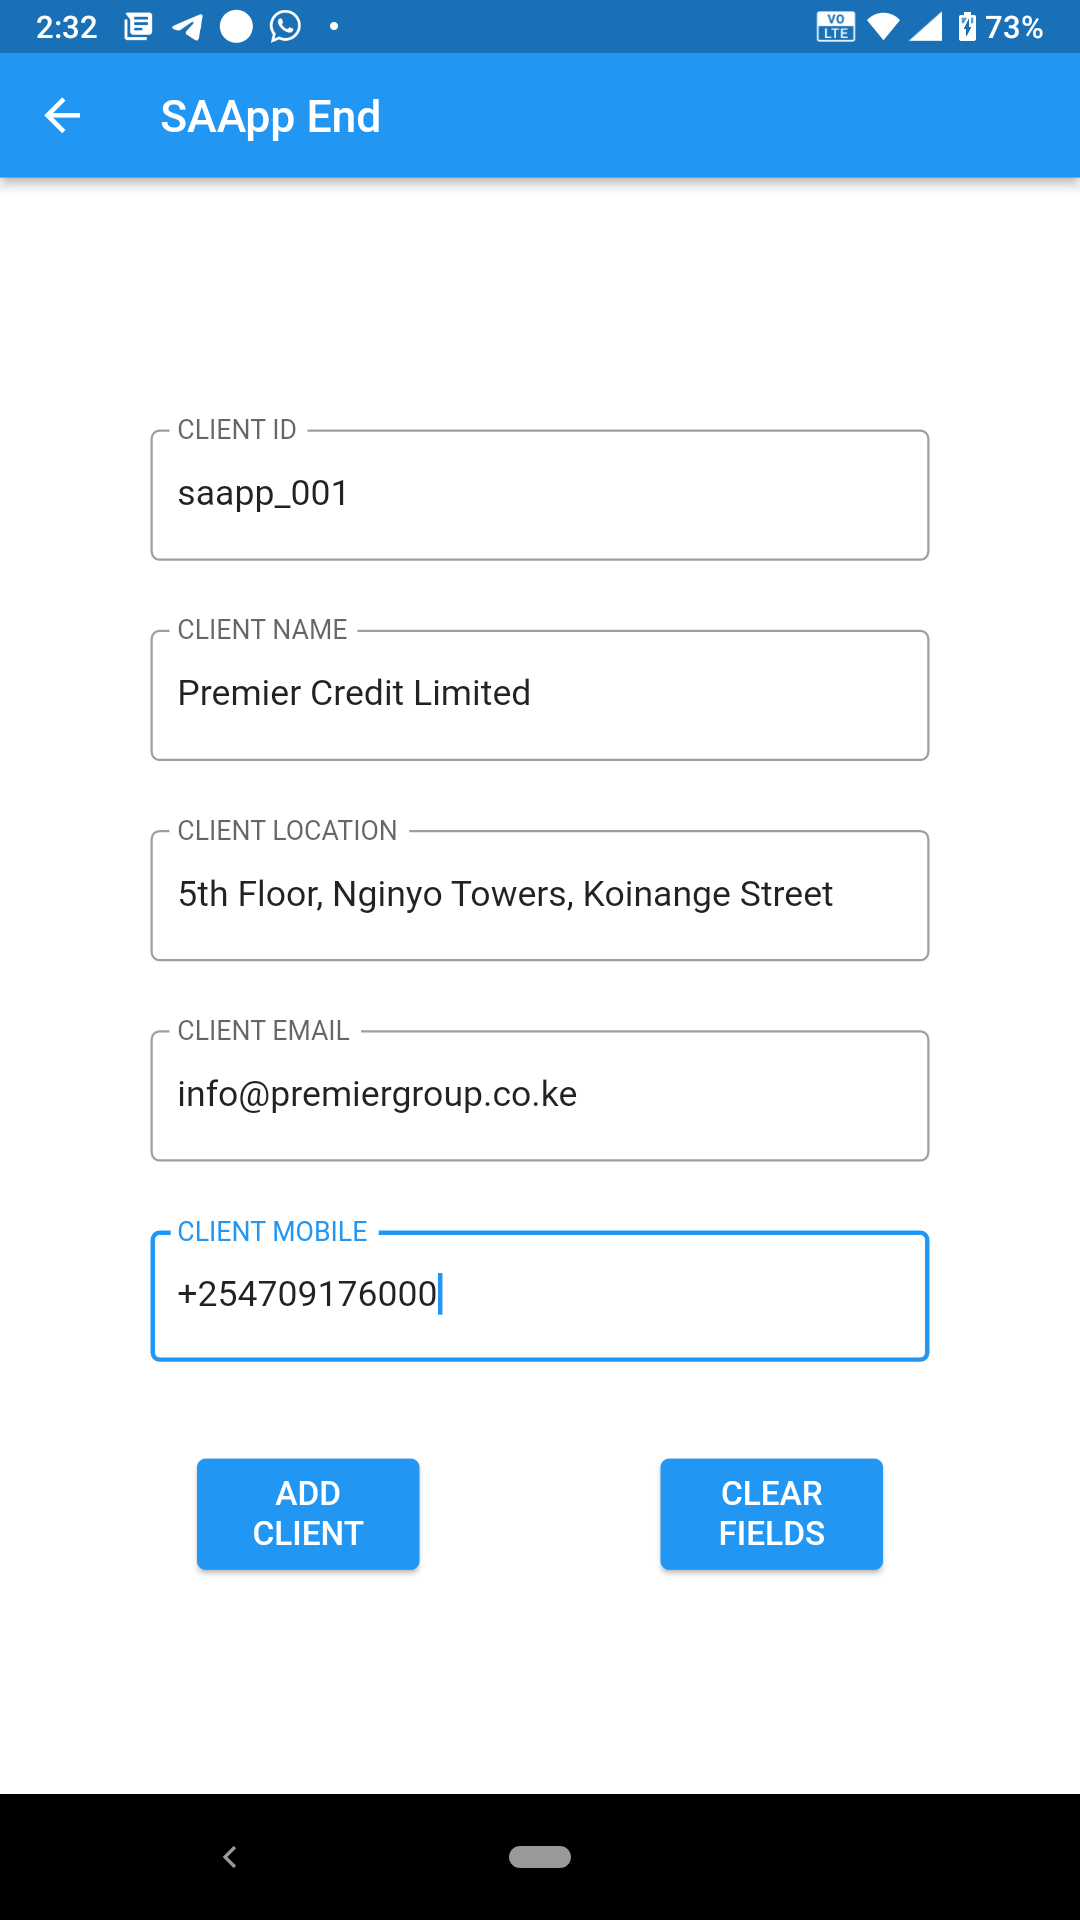 2:32 VO LTE 73%
SAApp End
CLIENT ID
saapp_001
CLIENT NAME
Premier Credit Limited
CLIENT LOCATION
5th Floor, Nginyo Towers, Koinange Street
CLIENT EMAIL
info@premiergroup.co.ke
CLIENT MOBILE
+254709176000
ADD
CLIENT
CLEAR
FIELDS